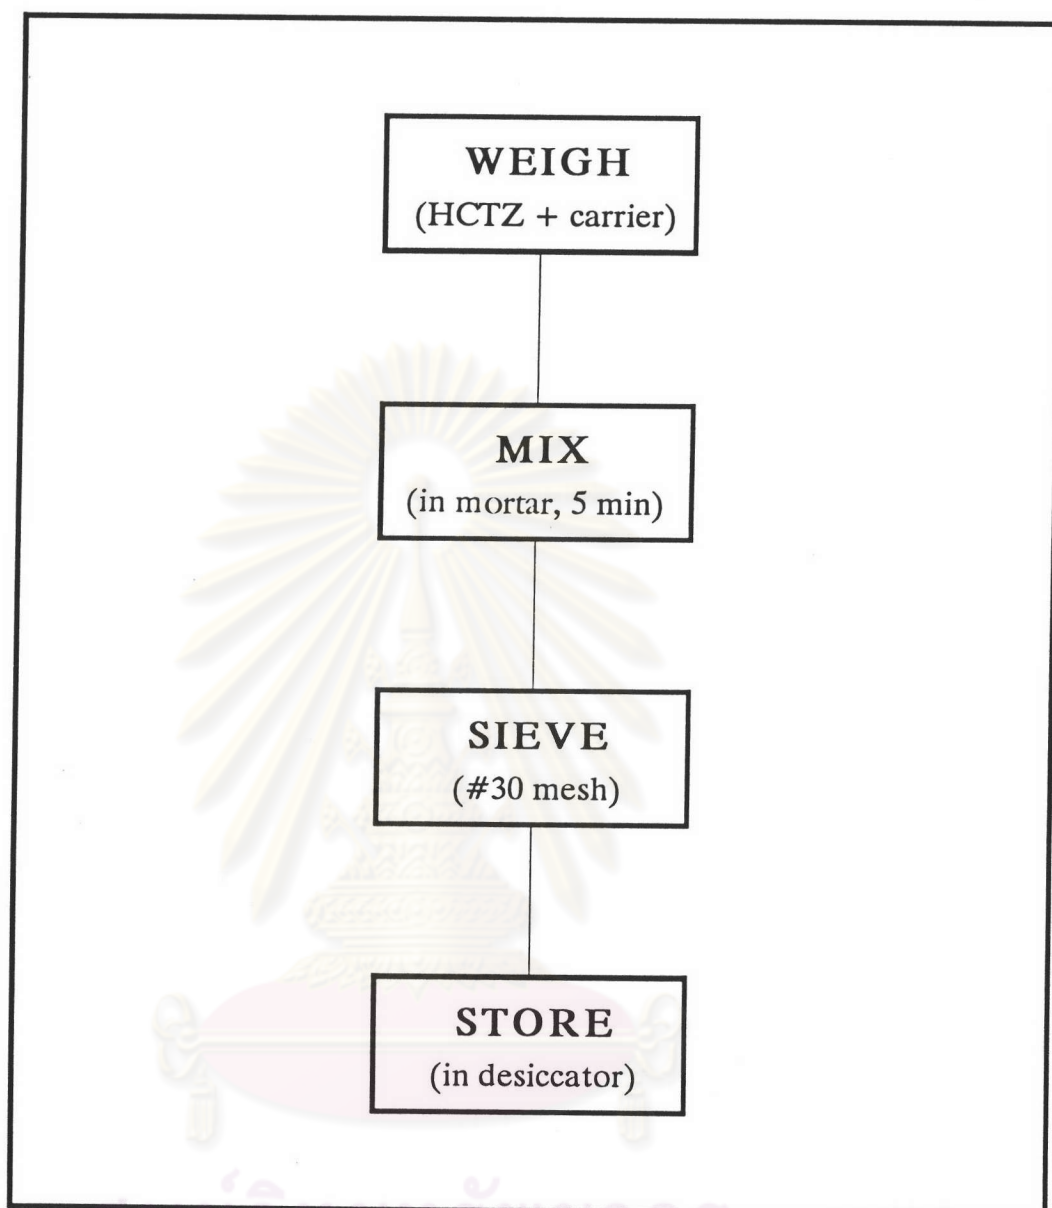 WEIGH
(HCTZ + carrier)
MIX
(in mortar, 5 min)
SIEVE
(#30 mesh)
STORE
(in desiccator)